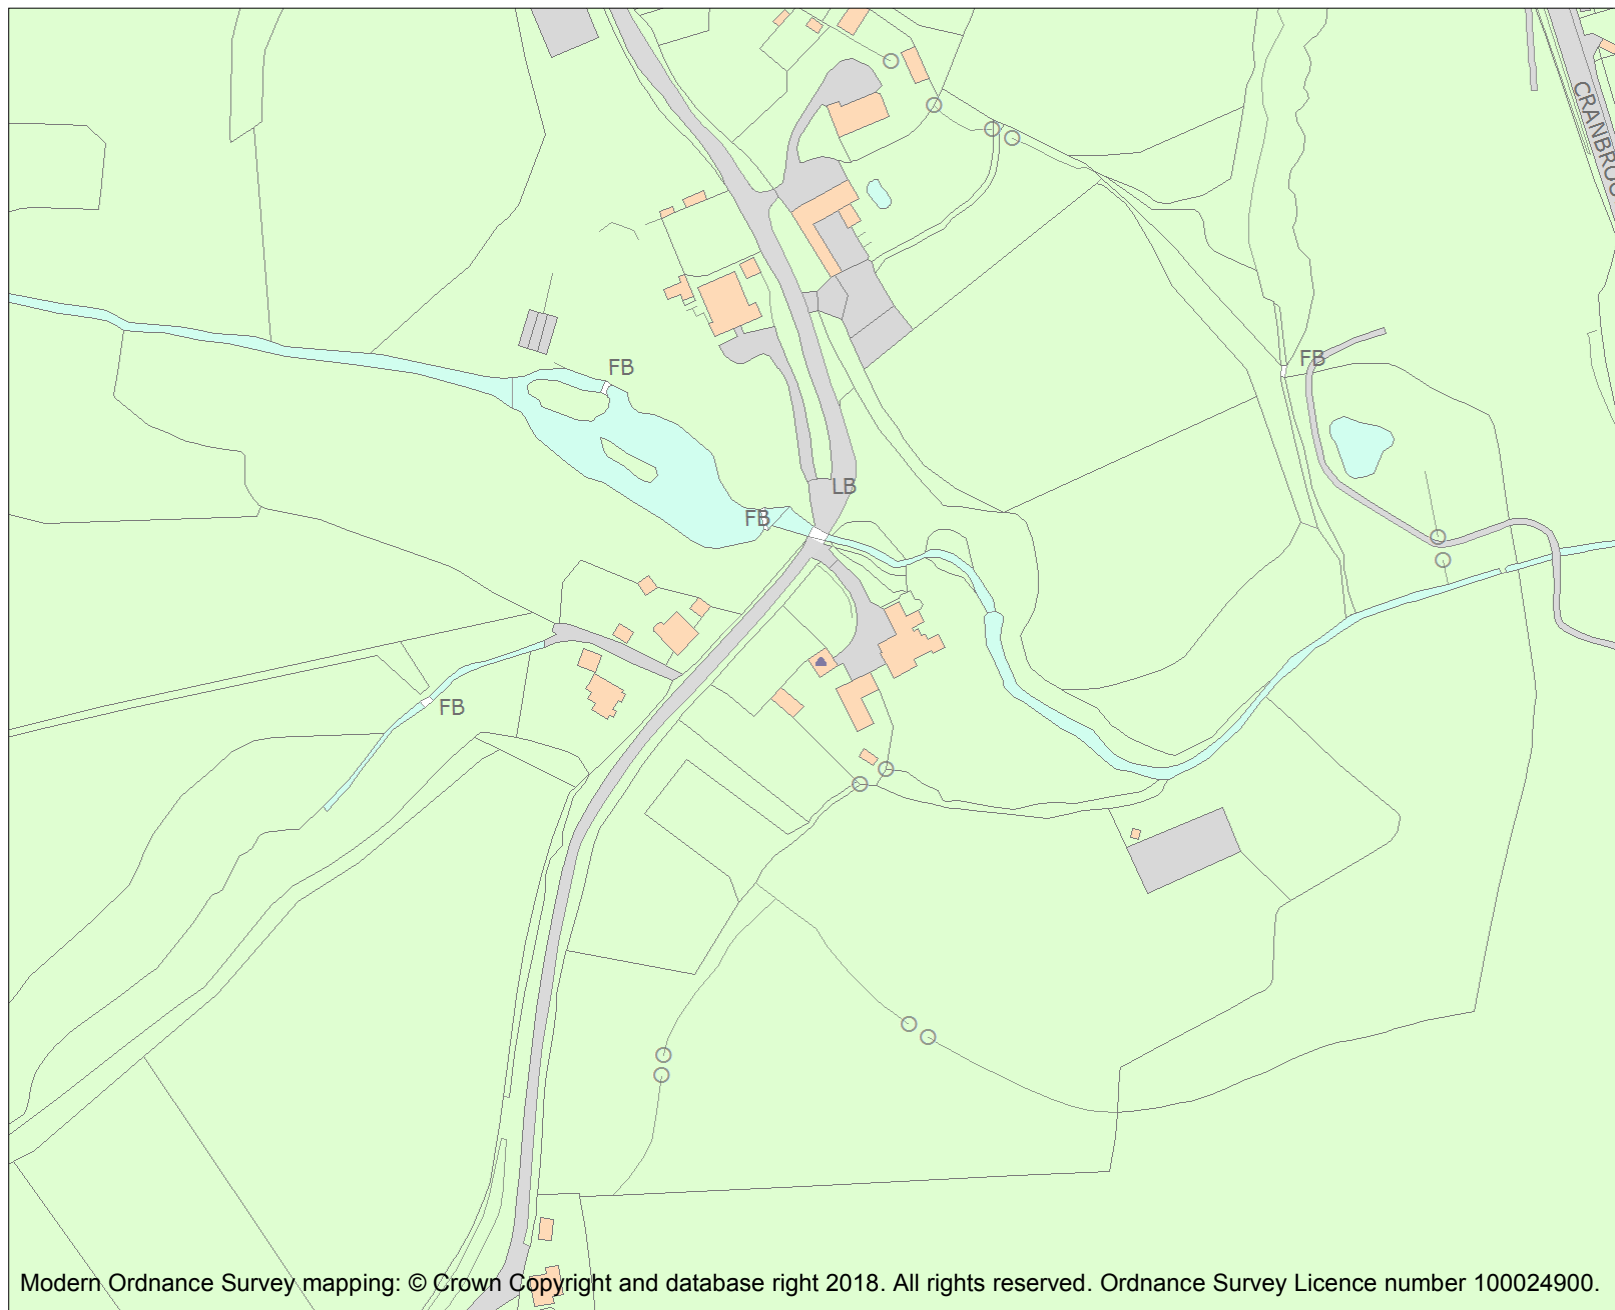 CRANBROO
FB
FB
LB
FB
FB
Modern Ordnance Survey mapping: © Crown Copyright and database right 2018. All rights reserved. Ordnance Survey Licence number 100024900.